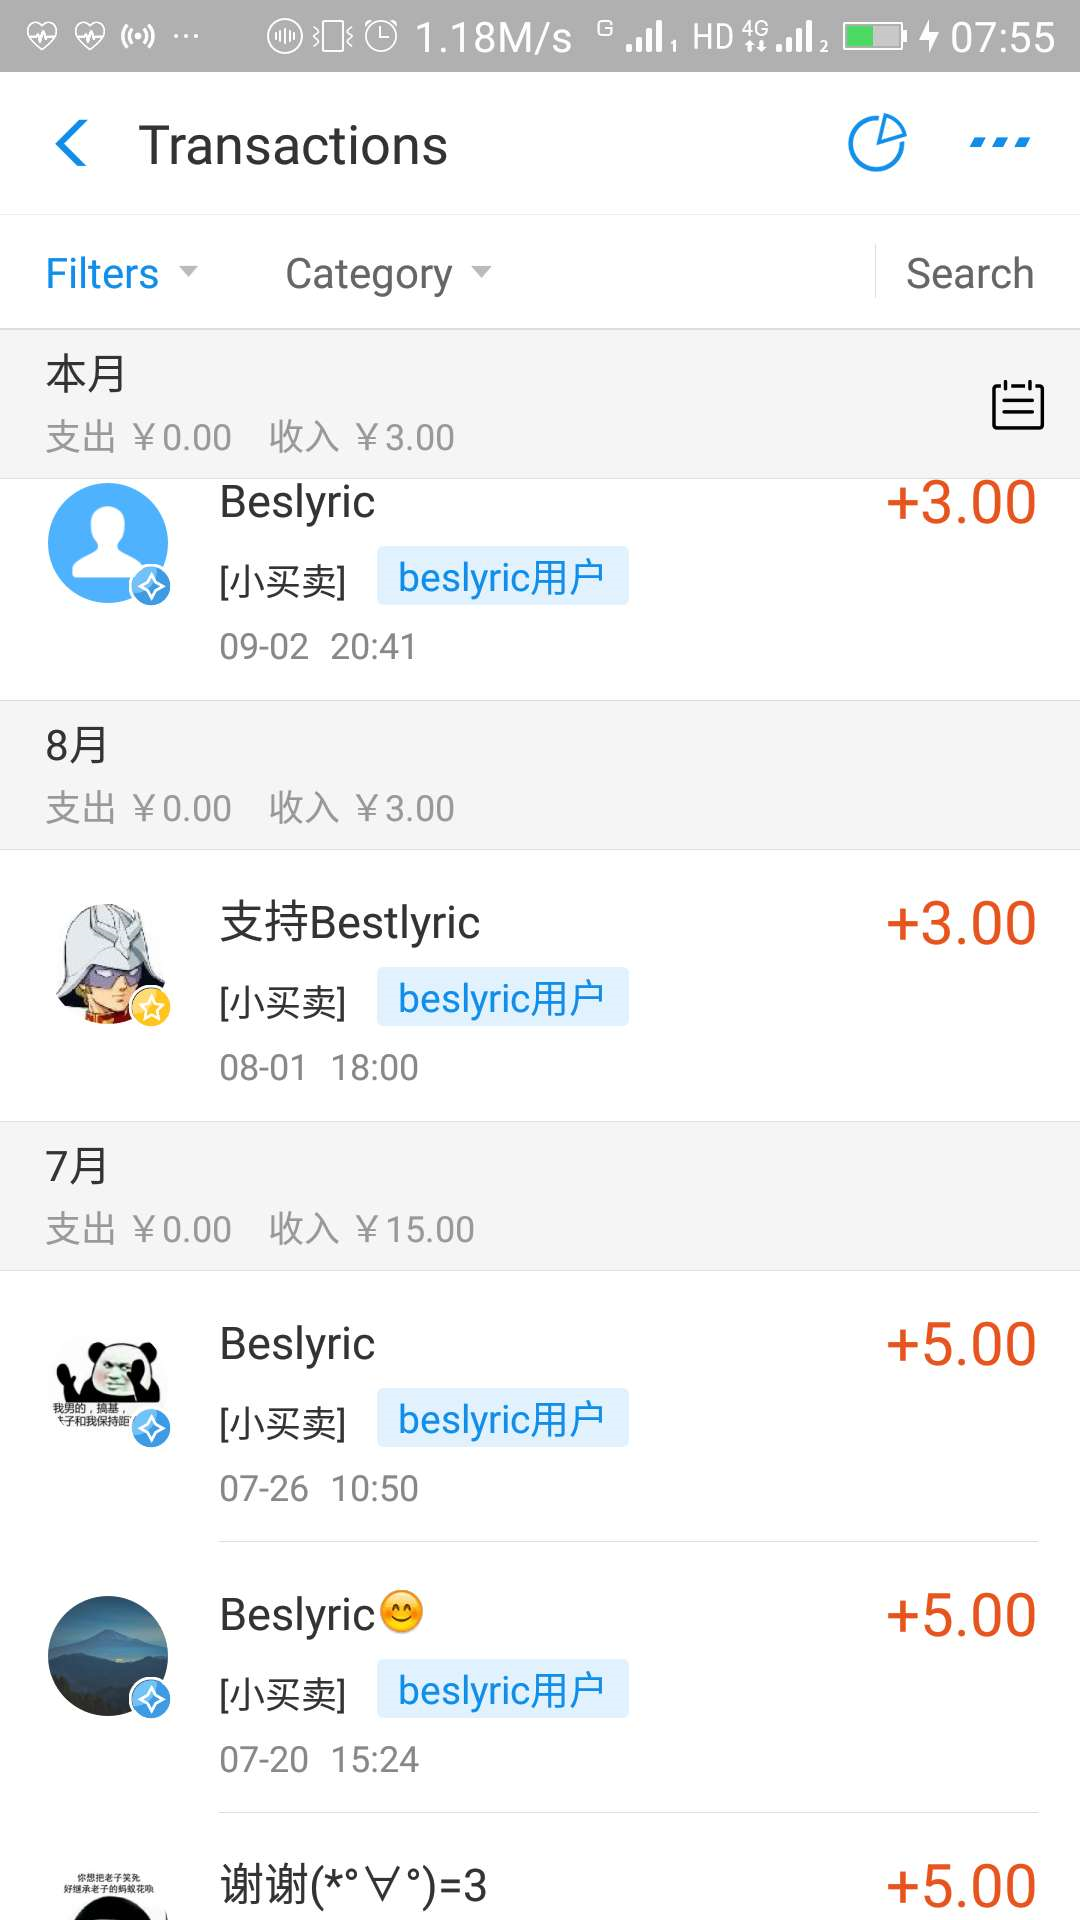 1.18M/s G 1 HD 4G 2 07:55
Transactions
Filters Category Search
本月
支出 ￥0.00 收入 ￥3.00
Beslyric +3.00
[小买卖] beslyric用户
09-02 20:41
8月
支出 ￥0.00 收入 ￥3.00
支持Bestlyric +3.00
[小买卖] beslyric用户
08-01 18:00
7月
支出 ￥0.00 收入 ￥15.00
Beslyric +5.00
我男的，搞基，
[小买卖] beslyric用户
子和我保持距
07-26 10:50
Beslyric😊 +5.00
[小买卖] beslyric用户
07-20 15:24
你想把老子笑死
好继承老子的蚂蚁花呗
谢谢(*°∀°)=3 +5.00